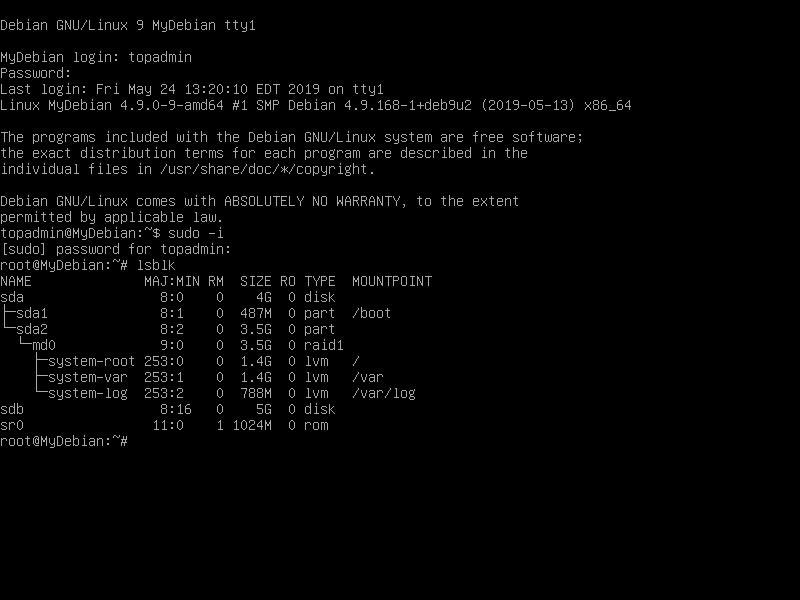 Debian GNU/Linux 9 MyDebian tty1

MyDebian login: topadmin
Password:
Last login: Fri May 24 13:20:10 EDT 2019 on tty1
Linux MyDebian 4.9.0-9-amd64 #1 SMP Debian 4.9.168-1+deb9u2 (2019-05-13) x86_64

The programs included with the Debian GNU/Linux system are free software;
the exact distribution terms for each program are described in the
individual files in /usr/share/doc/*/copyright.

Debian GNU/Linux comes with ABSOLUTELY NO WARRANTY, to the extent
permitted by applicable law.
topadmin@MyDebian:~$ sudo -i
[sudo] password for topadmin:
root@MyDebian:~# lsblk
NAME              MAJ:MIN RM  SIZE RO TYPE  MOUNTPOINT
sda                 8:0    0    4G  0 disk
├─sda1              8:1    0  487M  0 part  /boot
└─sda2              8:2    0  3.5G  0 part
  └─md0             9:0    0  3.5G  0 raid1
    ├─system-root 253:0    0  1.4G  0 lvm   /
    ├─system-var  253:1    0  1.4G  0 lvm   /var
    └─system-log  253:2    0  788M  0 lvm   /var/log
sdb                 8:16   0    5G  0 disk
sr0                11:0    1 1024M  0 rom
root@MyDebian:~#